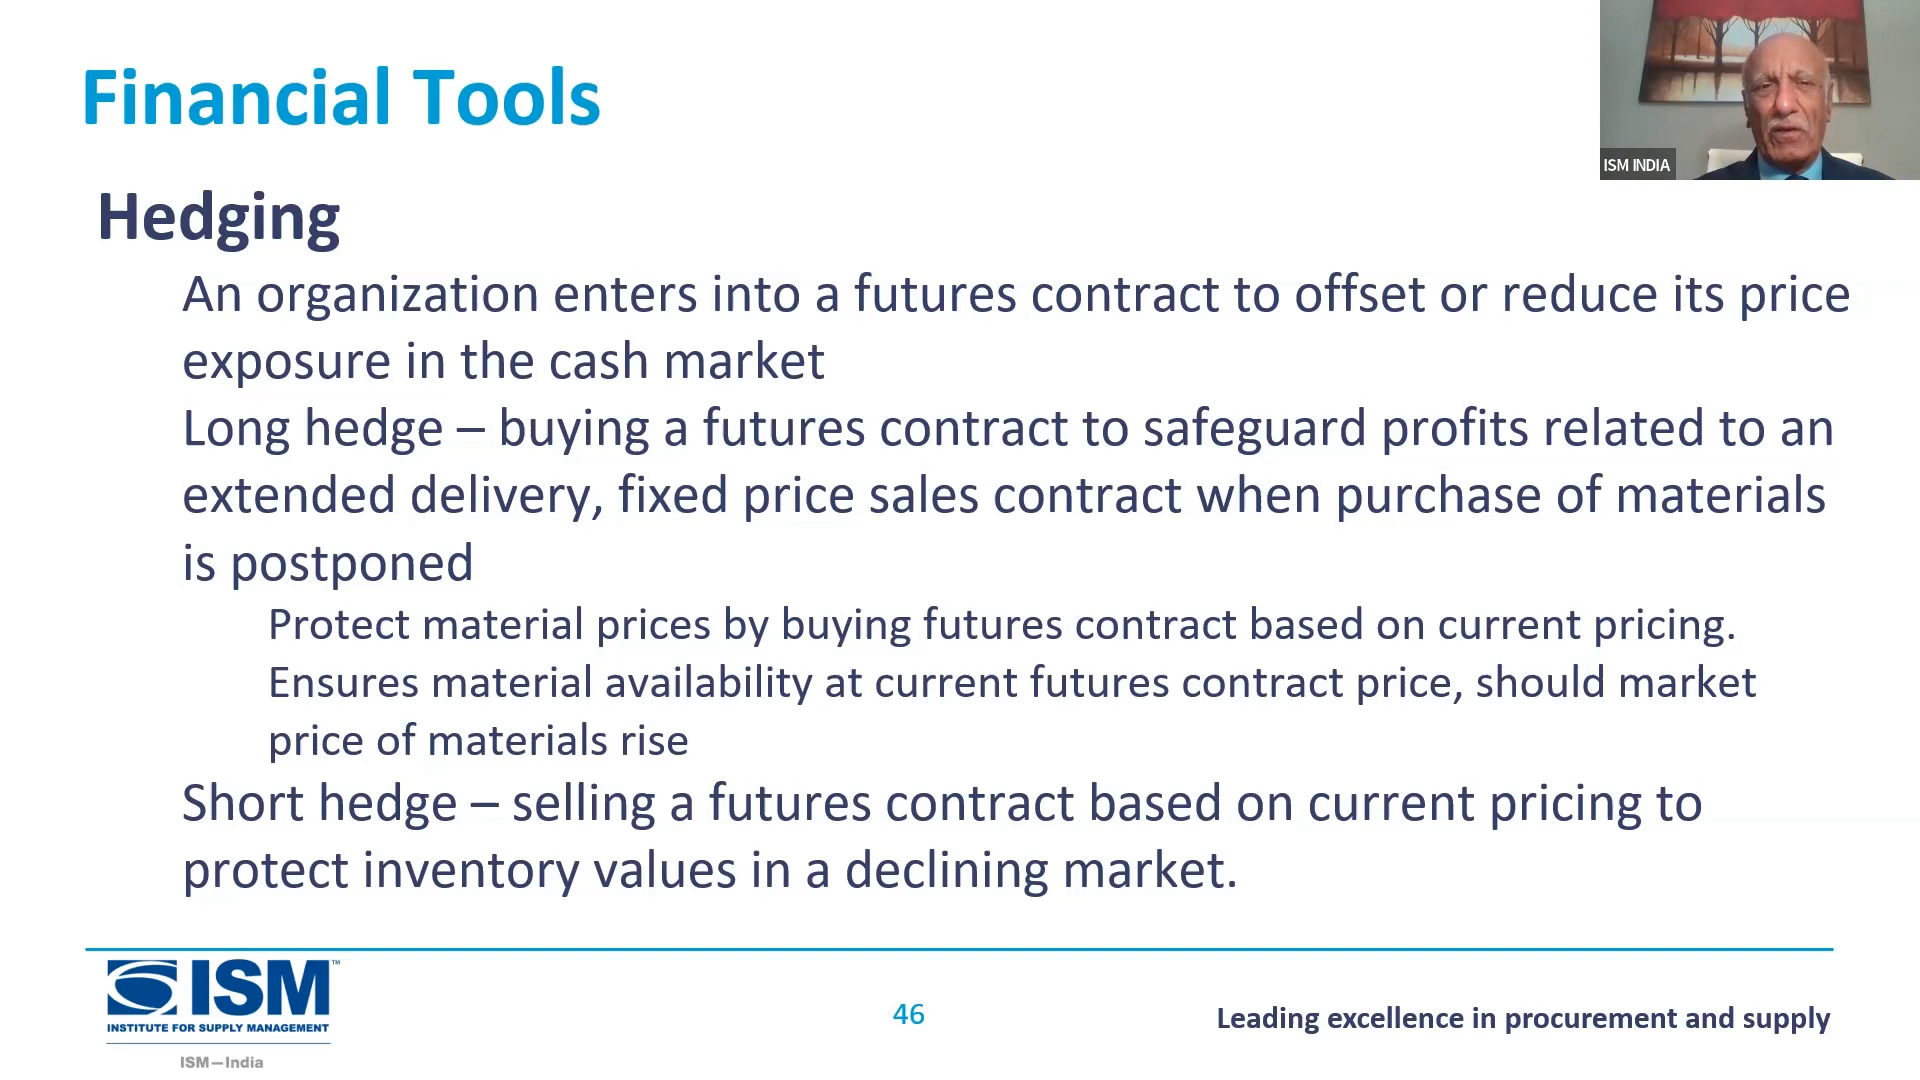 Financial Tools
ISM INDIA
Hedging
An organization enters into a futures contract to offset or reduce its price
exposure in the cash market
Long hedge – buying a futures contract to safeguard profits related to an
extended delivery, fixed price sales contract when purchase of materials
is postponed
Protect material prices by buying futures contract based on current pricing.
Ensures material availability at current futures contract price, should market
price of materials rise
Short hedge – selling a futures contract based on current pricing to
protect inventory values in a declining market.
ISM™
INSTITUTE FOR SUPPLY MANAGEMENT
ISM—India
46
Leading excellence in procurement and supply